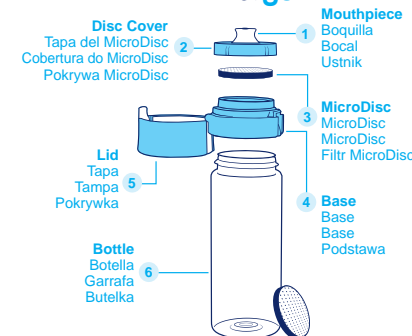 Mouthpiece
1 Boquilla
Bocal
Ustnik
Disc Cover
Tapa del MicroDisc 2
Cobertura do MicroDisc
Pokrywa MicroDisc
MicroDisc
3 MicroDisc
MicroDisc
Filtr MicroDisc
Lid
Tapa
Tampa 5
Pokrywka
4 Base
Base
Base
Podstawa
Bottle
Botella
Garrafa 6
Butelka